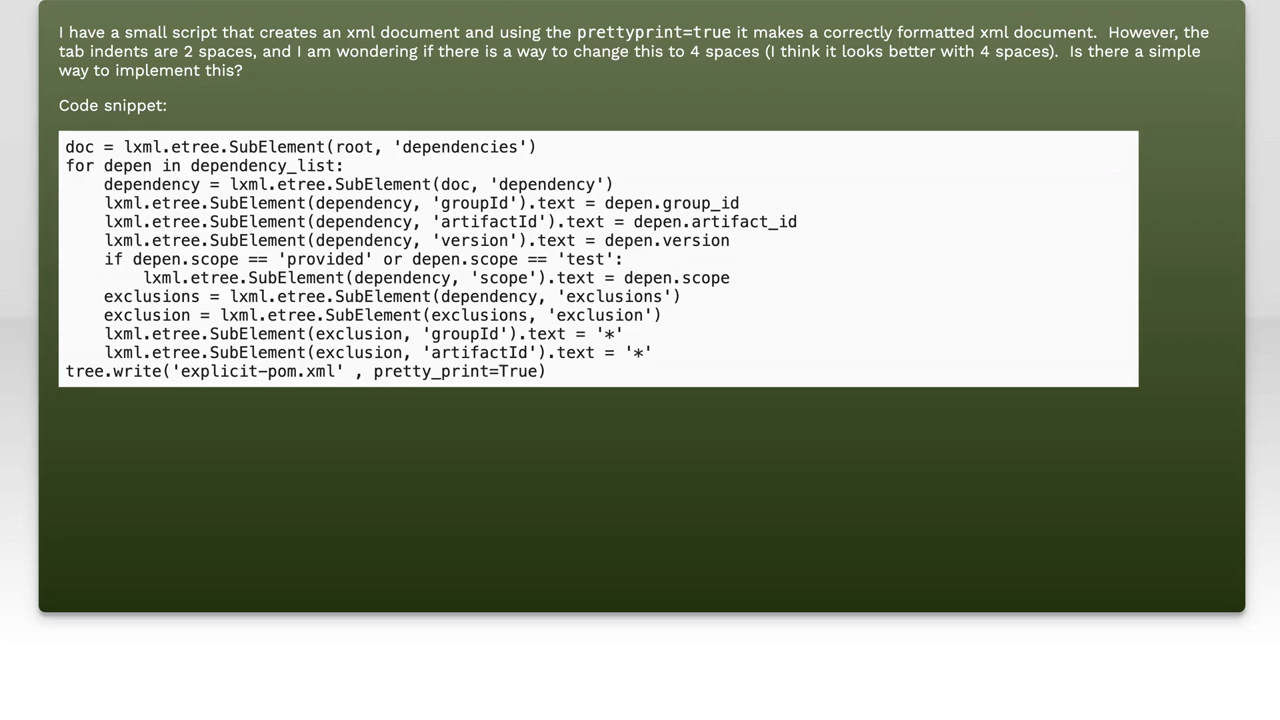 I have a small script that creates an xml document and using the prettyprint=true it makes a correctly formatted xml document.  However, the
tab indents are 2 spaces, and I am wondering if there is a way to change this to 4 spaces (I think it looks better with 4 spaces).  Is there a simple
way to implement this?
Code snippet:
doc = lxml.etree.SubElement(root, 'dependencies')
for depen in dependency_list:
    dependency = lxml.etree.SubElement(doc, 'dependency')
    lxml.etree.SubElement(dependency, 'groupId').text = depen.group_id
    lxml.etree.SubElement(dependency, 'artifactId').text = depen.artifact_id
    lxml.etree.SubElement(dependency, 'version').text = depen.version
    if depen.scope == 'provided' or depen.scope == 'test':
        lxml.etree.SubElement(dependency, 'scope').text = depen.scope
    exclusions = lxml.etree.SubElement(dependency, 'exclusions')
    exclusion = lxml.etree.SubElement(exclusions, 'exclusion')
    lxml.etree.SubElement(exclusion, 'groupId').text = '*'
    lxml.etree.SubElement(exclusion, 'artifactId').text = '*'
tree.write('explicit-pom.xml' , pretty_print=True)